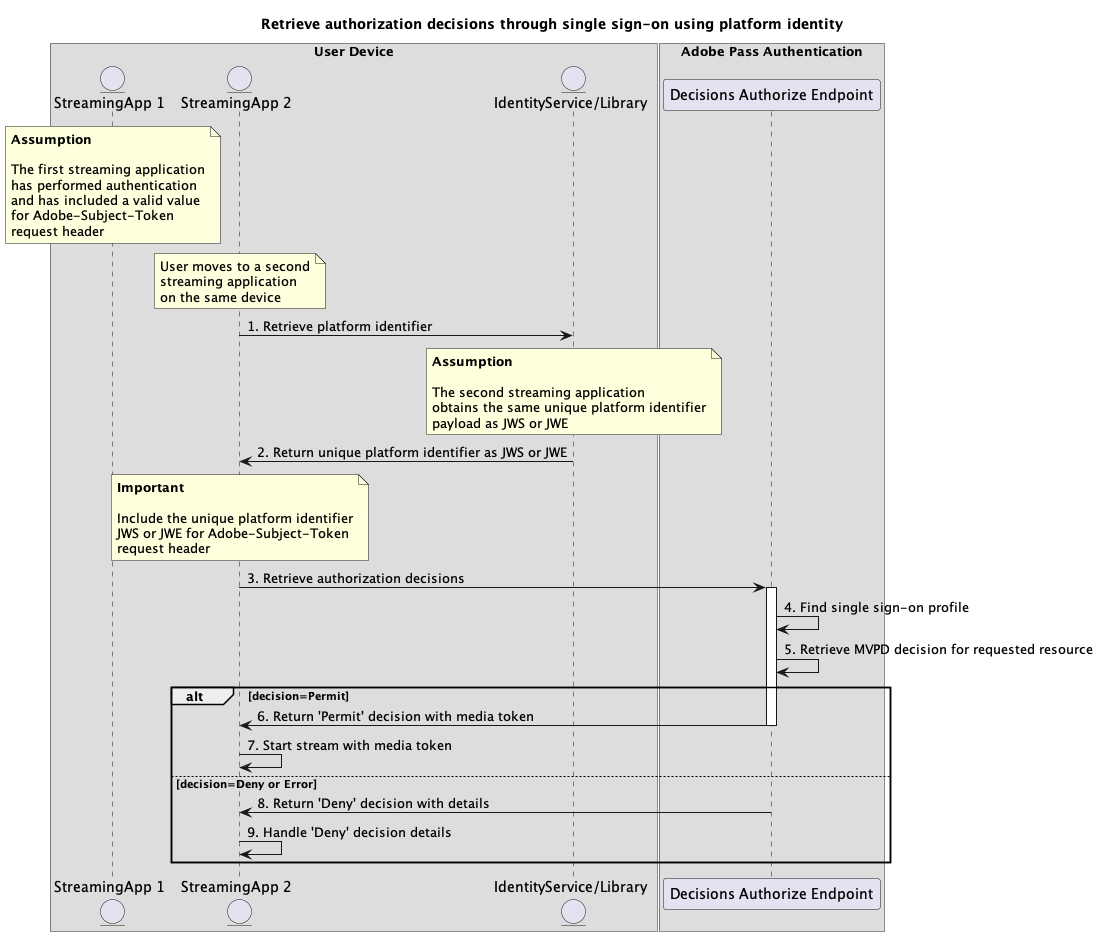 Retrieve authorization decisions through single sign-on using platform identity
User Device
Adobe Pass Authentication
StreamingApp 1
StreamingApp 2
IdentityService/Library
Decisions Authorize Endpoint
Assumption
The first streaming application
has performed authentication
and has included a valid value
for Adobe-Subject-Token
request header
User moves to a second
streaming application
on the same device
1. Retrieve platform identifier
Assumption
The second streaming application
obtains the same unique platform identifier
payload as JWS or JWE
2. Return unique platform identifier as JWS or JWE
Important
Include the unique platform identifier
JWS or JWE for Adobe-Subject-Token
request header
3. Retrieve authorization decisions
4. Find single sign-on profile
5. Retrieve MVPD decision for requested resource
alt
[decision=Permit]
6. Return 'Permit' decision with media token
7. Start stream with media token
[decision=Deny or Error]
8. Return 'Deny' decision with details
9. Handle 'Deny' decision details
StreamingApp 1
StreamingApp 2
IdentityService/Library
Decisions Authorize Endpoint